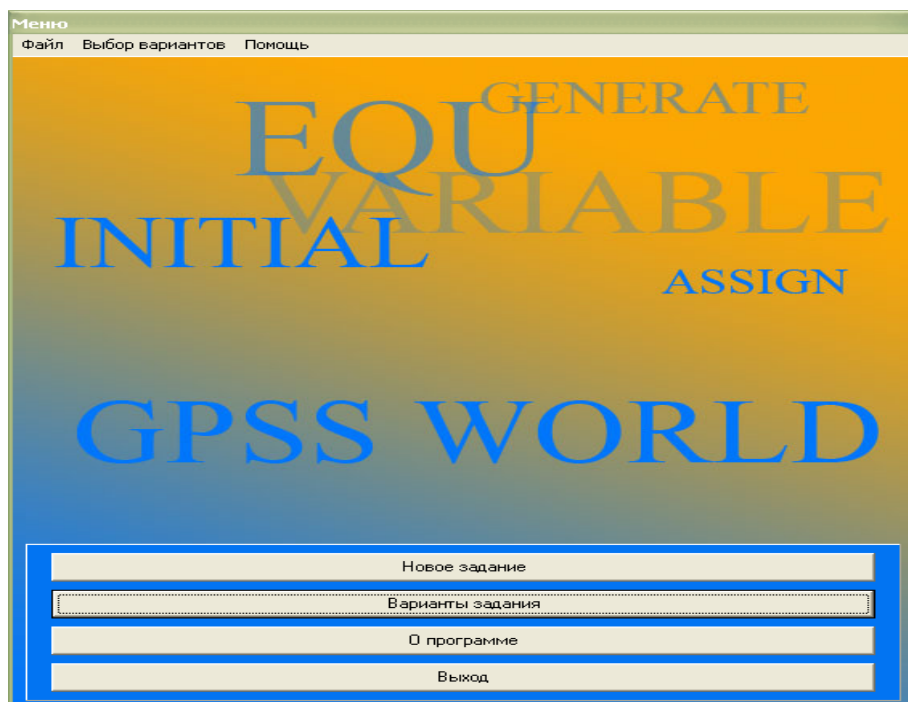 Меню
Файл Выбор вариантов Помощь
GENERATE
EQU
VARIABLE
INITIAL
ASSIGN
GPSS WORLD
Новое задание
Варианты задания
О программе
Выход